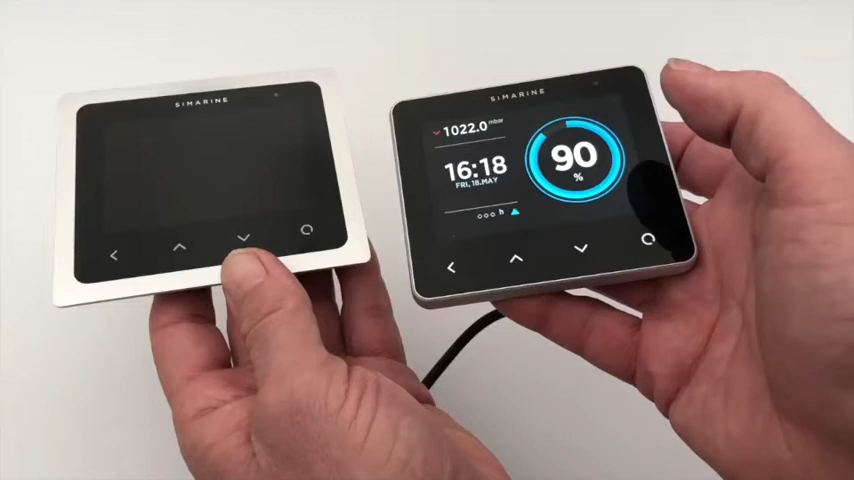 SIMARINE
SIMARINE
1022.0 mbar
16:18
FRI, 18.MAY
90
%
h